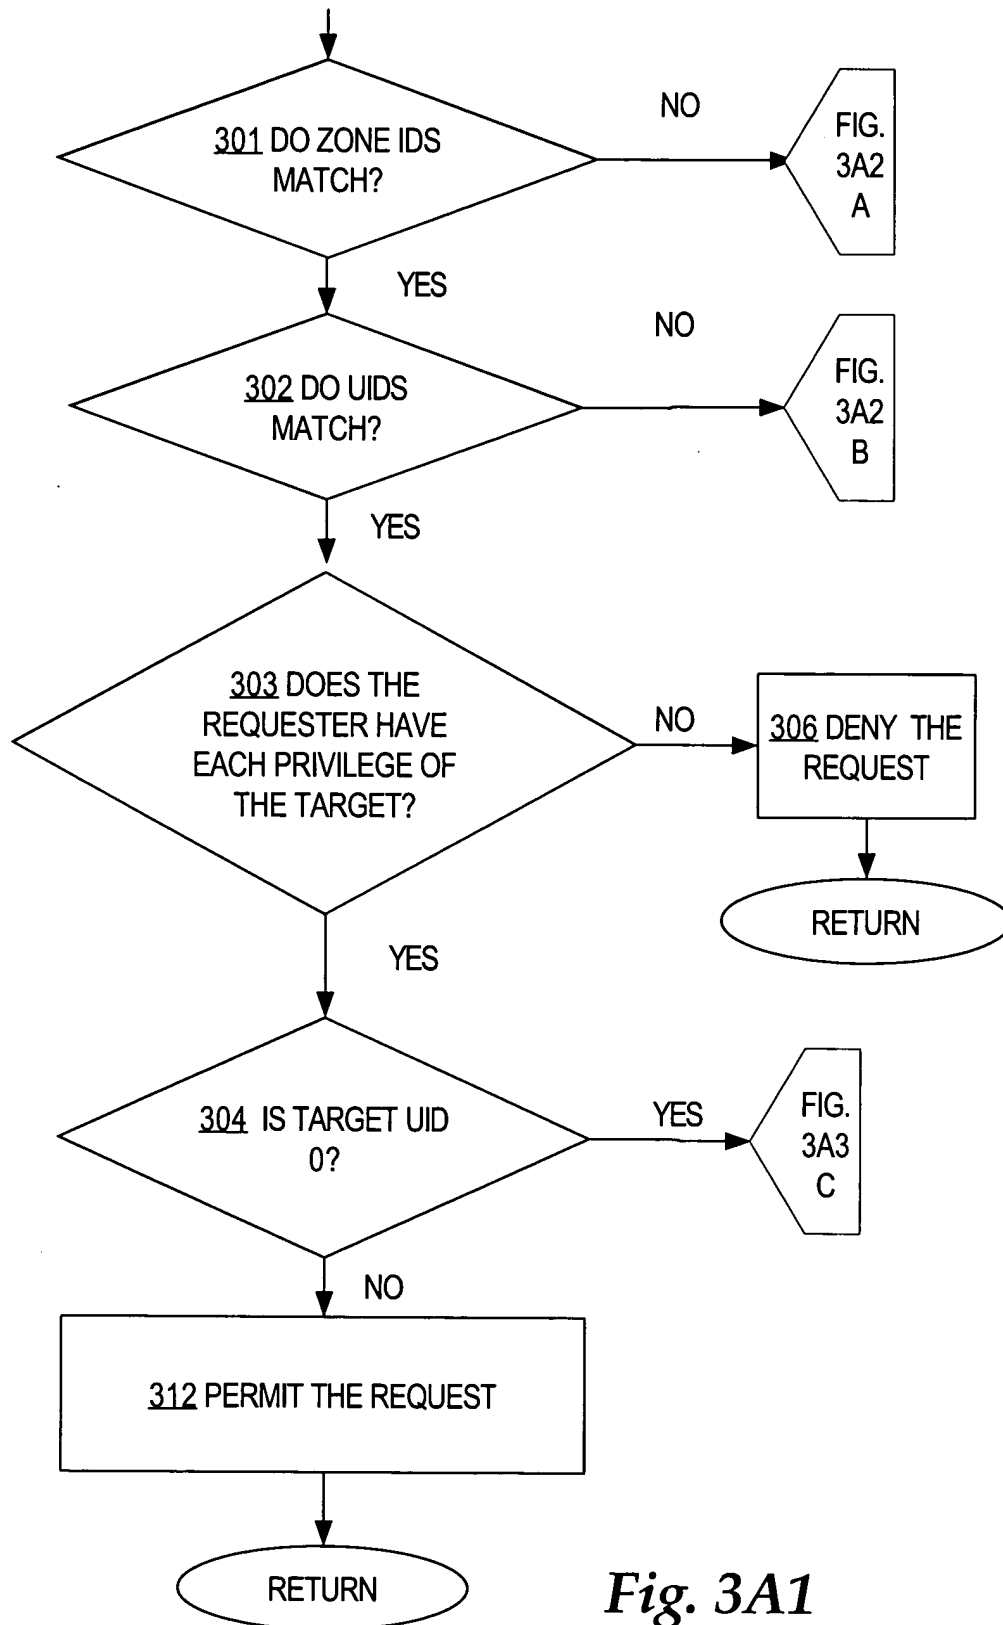 301 DO ZONE IDS
MATCH?
NO
FIG.
3A2
A
YES
302 DO UIDS
MATCH?
NO
FIG.
3A2
B
YES
303 DOES THE
REQUESTER HAVE
EACH PRIVILEGE OF
THE TARGET?
NO
306 DENY THE
REQUEST
RETURN
YES
304 IS TARGET UID
0?
YES
FIG.
3A3
C
NO
312 PERMIT THE REQUEST
RETURN
Fig. 3A1